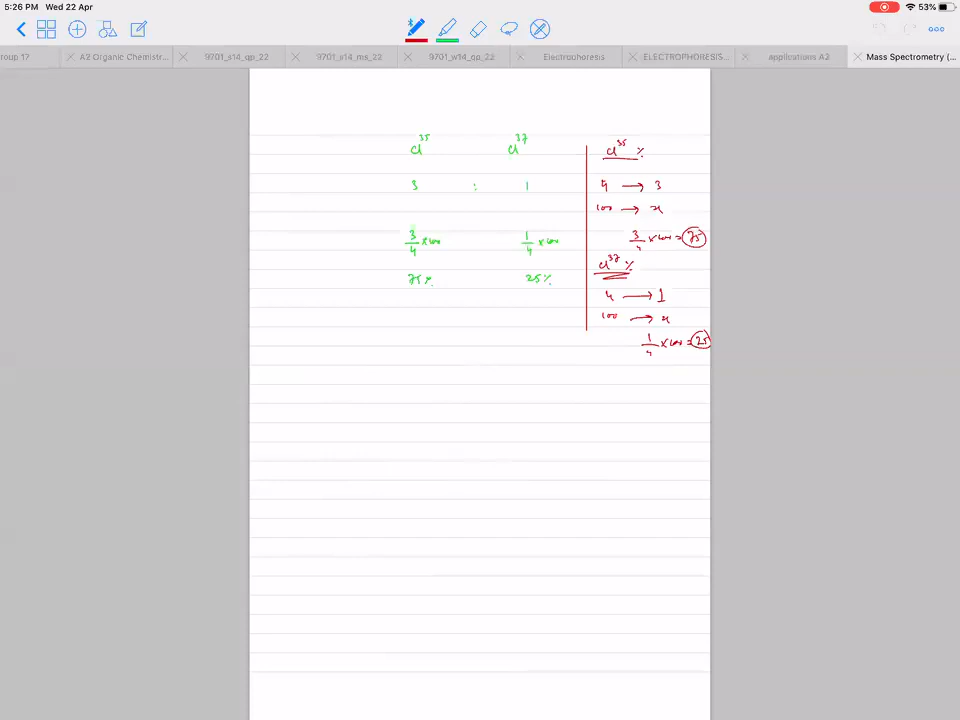 5:26 PM Wed 22 Apr
53%
roup 17
A2 Organic Chemistr...
9701_s14_qp_22
9701_s14_ms_22
9701_w14_qp_22
Electrophoresis
ELECTROPHORESIS...
applications A2
Mass Spectrometry (...
Cl³⁵ Cl³⁷
3 : 1
3/4 × 100 1/4 × 100
75% 25%
Cl³⁵ %
4 → 3
100 → x
3/4 × 100 = 75
Cl³⁷ %
4 → 1
100 → x
1/4 × 100 = 25